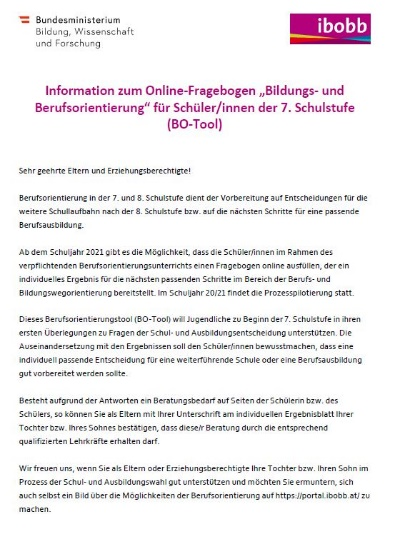 Bundesministerium
Bildung, Wissenschaft
und Forschung
ibobb
Information zum Online-Fragebogen „Bildungs- und
Berufsorientierung“ für Schüler/innen der 7. Schulstufe
(BO-Tool)
Sehr geehrte Eltern und Erziehungsberechtigte!
Berufsorientierung in der 7. und 8. Schulstufe dient der Vorbereitung auf Entscheidungen für die
weitere Schullaufbahn nach der 8. Schulstufe bzw. auf die nächsten Schritte für eine passende
Berufsausbildung.
Ab dem Schuljahr 2021 gibt es die Möglichkeit, dass die Schüler/innen im Rahmen des
verpflichtenden Berufsorientierungsunterrichts einen Fragebogen online ausfüllen, der ein
individuelles Ergebnis für die nächsten passenden Schritte im Bereich der Berufs- und
Bildungswegorientierung bereitstellt. Im Schuljahr 20/21 findet die Prozesspilotierung statt.
Dieses Berufsorientierungstool (BO-Tool) will Jugendliche zu Beginn der 7. Schulstufe in ihren
ersten Überlegungen zu Fragen der Schul- und Ausbildungsentscheidung unterstützen. Die
Auseinandersetzung mit den Ergebnissen soll den Schüler/innen bewusstmachen, dass eine
individuell passende Entscheidung für eine weiterführende Schule oder eine Berufsausbildung
gut vorbereitet werden sollte.
Besteht aufgrund der Antworten ein Beratungsbedarf auf Seiten der Schülerin bzw. des
Schülers, so können Sie als Eltern mit Ihrer Unterschrift am individuellen Ergebnisblatt Ihrer
Tochter bzw. Ihres Sohnes bestätigen, dass diese/r Beratung durch die entsprechend
qualifizierten Lehrkräfte erhalten darf.
Wir freuen uns, wenn Sie als Eltern oder Erziehungsberechtigte Ihre Tochter bzw. Ihren Sohn im
Prozess der Schul- und Ausbildungswahl gut unterstützen und möchten Sie ermuntern, sich
auch selbst ein Bild über die Möglichkeiten der Berufsorientierung auf https://portal.ibobb.at/ zu
machen.